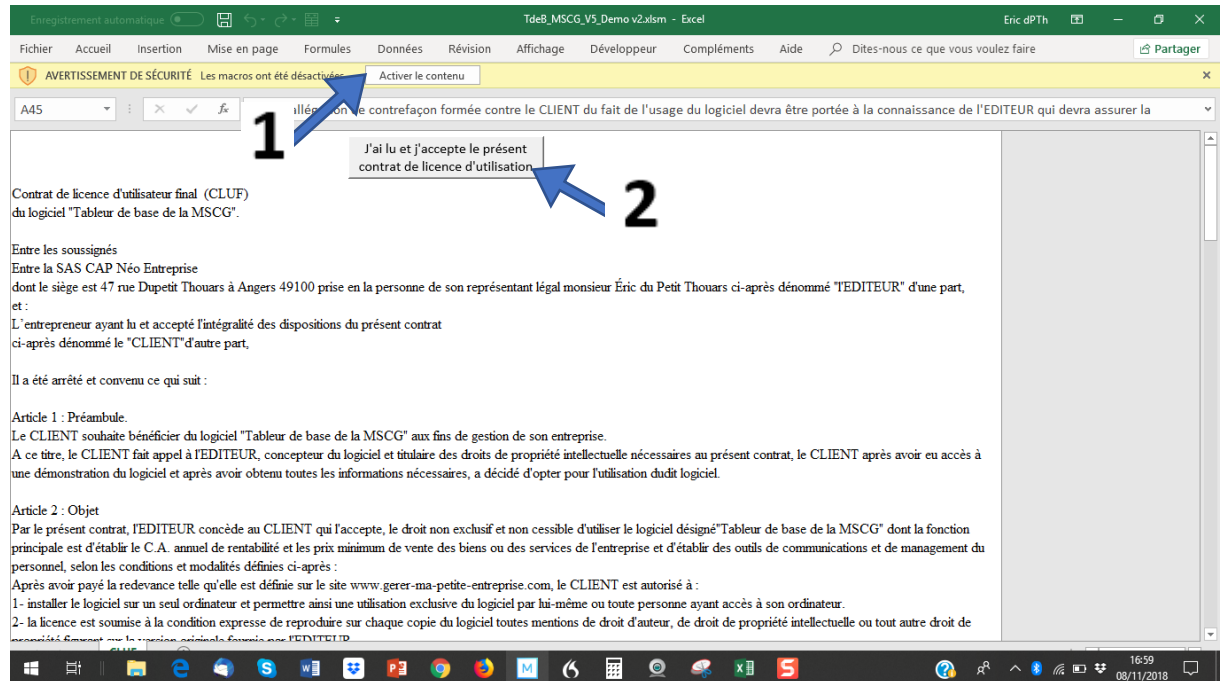 Enregistrement automatique TdeB_MSCG_V5_Demo v2.xlsm - Excel Eric dPTh
Fichier Accueil Insertion Mise en page Formules Données Révision Affichage Développeur Compléments Aide Dites-nous ce que vous voulez faire Partager
AVERTISSEMENT DE SÉCURITÉ Les macros ont été désactivées. Activer le contenu
A45 fx de contrefaçon formée contre le CLIENT du fait de l'usage du logiciel devra être portée à la connaissance de l'EDITEUR qui devra assurer la
1
J'ai lu et j'accepte le présent
contrat de licence d'utilisation
2
Contrat de licence d'utilisateur final (CLUF)
du logiciel "Tableur de base de la MSCG".
Entre les soussignés
Entre la SAS CAP Néo Entreprise
dont le siège est 47 rue Dupetit Thouars à Angers 49100 prise en la personne de son représentant légal monsieur Éric du Petit Thouars ci-après dénommé "l'EDITEUR" d'une part,
et :
L'entrepreneur ayant lu et accepté l'intégralité des dispositions du présent contrat
ci-après dénommé le "CLIENT"d'autre part,
Il a été arrêté et convenu ce qui suit :
Article 1 : Préambule.
Le CLIENT souhaite bénéficier du logiciel "Tableur de base de la MSCG" aux fins de gestion de son entreprise.
A ce titre, le CLIENT fait appel à l'EDITEUR, concepteur du logiciel et titulaire des droits de propriété intellectuelle nécessaires au présent contrat, le CLIENT après avoir eu accès à
une démonstration du logiciel et après avoir obtenu toutes les informations nécessaires, a décidé d'opter pour l'utilisation dudit logiciel.
Article 2 : Objet
Par le présent contrat, l'EDITEUR concède au CLIENT qui l'accepte, le droit non exclusif et non cessible d'utiliser le logiciel désigné"Tableur de base de la MSCG" dont la fonction
principale est d'établir le C.A. annuel de rentabilité et les prix minimum de vente des biens ou des services de l'entreprise et d'établir des outils de communications et de management du
personnel, selon les conditions et modalités définies ci-après :
Après avoir payé la redevance telle qu'elle est définie sur le site www.gerer-ma-petite-entreprise.com, le CLIENT est autorisé à :
1- installer le logiciel sur un seul ordinateur et permettre ainsi une utilisation exclusive du logiciel par lui-même ou toute personne ayant accès à son ordinateur.
2- la licence est soumise à la condition expresse de reproduire sur chaque copie du logiciel toutes mentions de droit d'auteur, de droit de propriété intellectuelle ou tout autre droit de
propriété figurant sur la version originale fournie par l'EDITEUR
CLUF
16:59
08/11/2018